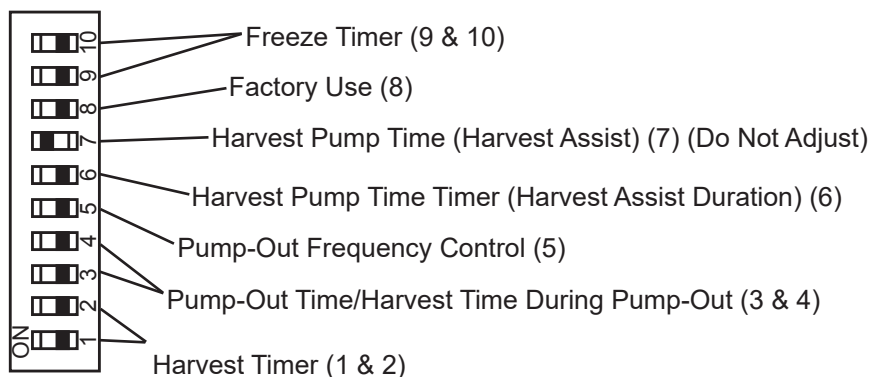 10
Freeze Timer (9 & 10)
9
Factory Use (8)
8
Harvest Pump Time (Harvest Assist) (7) (Do Not Adjust)
7
Harvest Pump Time Timer (Harvest Assist Duration) (6)
6
5
Pump-Out Frequency Control (5)
4
3
Pump-Out Time/Harvest Time During Pump-Out (3 & 4)
2
ON
1
Harvest Timer (1 & 2)